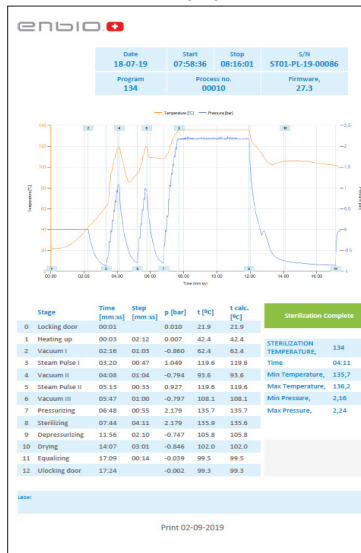 enbio.
Date Start Stop S/N
18-07-19 07:58:36 08:16:01 ST01-PL-19-00086
Program Process no. Firmware,
134 00010 27.3
Temperature [°C] Pressure [bar]
Stage Time [mm:ss] Step [mm:ss] p [bar] t [ºC] t calc. [ºC]
0 Locking door 00:01 0.010 21.9 21.9
1 Heating up 00:03 02:12 0.007 42.4 42.4
2 Vacuum I 02:16 01:03 -0.860 62.4 62.4
3 Steam Pulse I 03:20 00:47 1.049 119.6 119.6
4 Vacuum II 04:08 01:04 -0.794 93.6 93.6
5 Steam Pulse II 05:13 00:33 0.927 119.6 119.6
6 Vacuum III 05:47 01:00 -0.797 108.1 108.1
7 Pressurizing 06:48 00:55 2.179 135.7 135.7
8 Sterilizing 07:44 04:11 2.179 135.9 135.6
9 Depressurizing 11:56 02:10 -0.747 105.8 105.8
10 Drying 14:07 03:01 -0.846 102.0 102.0
11 Equalizing 17:09 00:14 -0.039 99.5 99.5
12 Ulocking door 17:24 -0.002 99.3 99.3
Sterilization Complete
STERILIZATION TEMPERATURE, 134
Time 04:11
Min Temperature, 135,7
Max Temperature, 136,2
Min Pressure, 2,16
Max Pressure, 2,24
Print 02-09-2019